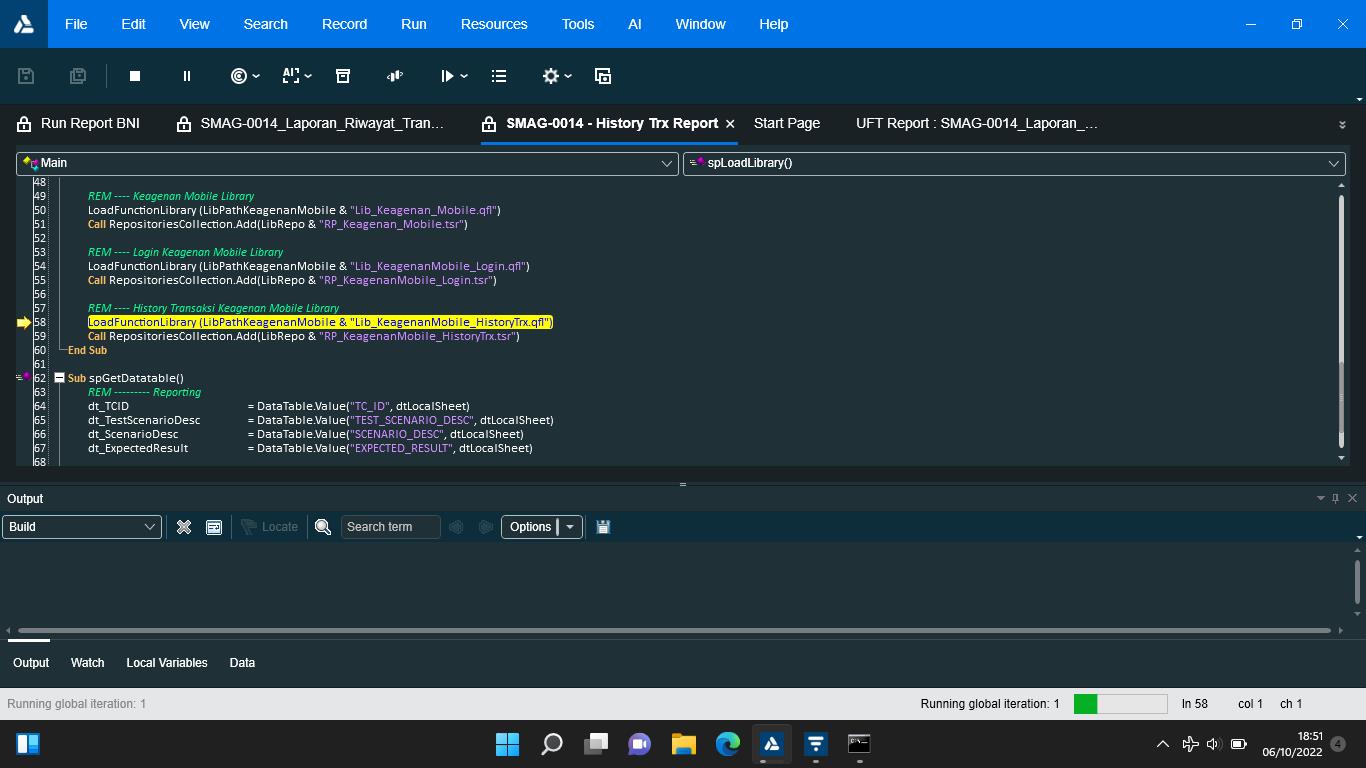 File Edit View Search Record Run Resources Tools AI Window Help
AI
Run Report BNI SMAG-0014_Laporan_Riwayat_Tran... SMAG-0014 - History Trx Report × Start Page UFT Report : SMAG-0014_Laporan_...
Main spLoadLibrary()
48
49 REM ---- Keagenan Mobile Library
50 LoadFunctionLibrary (LibPathKeagenanMobile & "Lib_Keagenan_Mobile.qfl")
51 Call RepositoriesCollection.Add(LibRepo & "RP_Keagenan_Mobile.tsr")
52
53 REM ---- Login Keagenan Mobile Library
54 LoadFunctionLibrary (LibPathKeagenanMobile & "Lib_KeagenanMobile_Login.qfl")
55 Call RepositoriesCollection.Add(LibRepo & "RP_KeagenanMobile_Login.tsr")
56
57 REM ---- History Transaksi Keagenan Mobile Library
58 LoadFunctionLibrary (LibPathKeagenanMobile & "Lib_KeagenanMobile_HistoryTrx.qfl")
59 Call RepositoriesCollection.Add(LibRepo & "RP_KeagenanMobile_HistoryTrx.tsr")
60 End Sub
61
62 Sub spGetDatatable()
63 REM --------- Reporting
64 dt_TCID = DataTable.Value("TC_ID", dtLocalSheet)
65 dt_TestScenarioDesc = DataTable.Value("TEST_SCENARIO_DESC", dtLocalSheet)
66 dt_ScenarioDesc = DataTable.Value("SCENARIO_DESC", dtLocalSheet)
67 dt_ExpectedResult = DataTable.Value("EXPECTED_RESULT", dtLocalSheet)
68
Output
Build Locate Search term Options
Output Watch Local Variables Data
Running global iteration: 1 Running global iteration: 1 ln 58 col 1 ch 1
18:51
06/10/2022
4